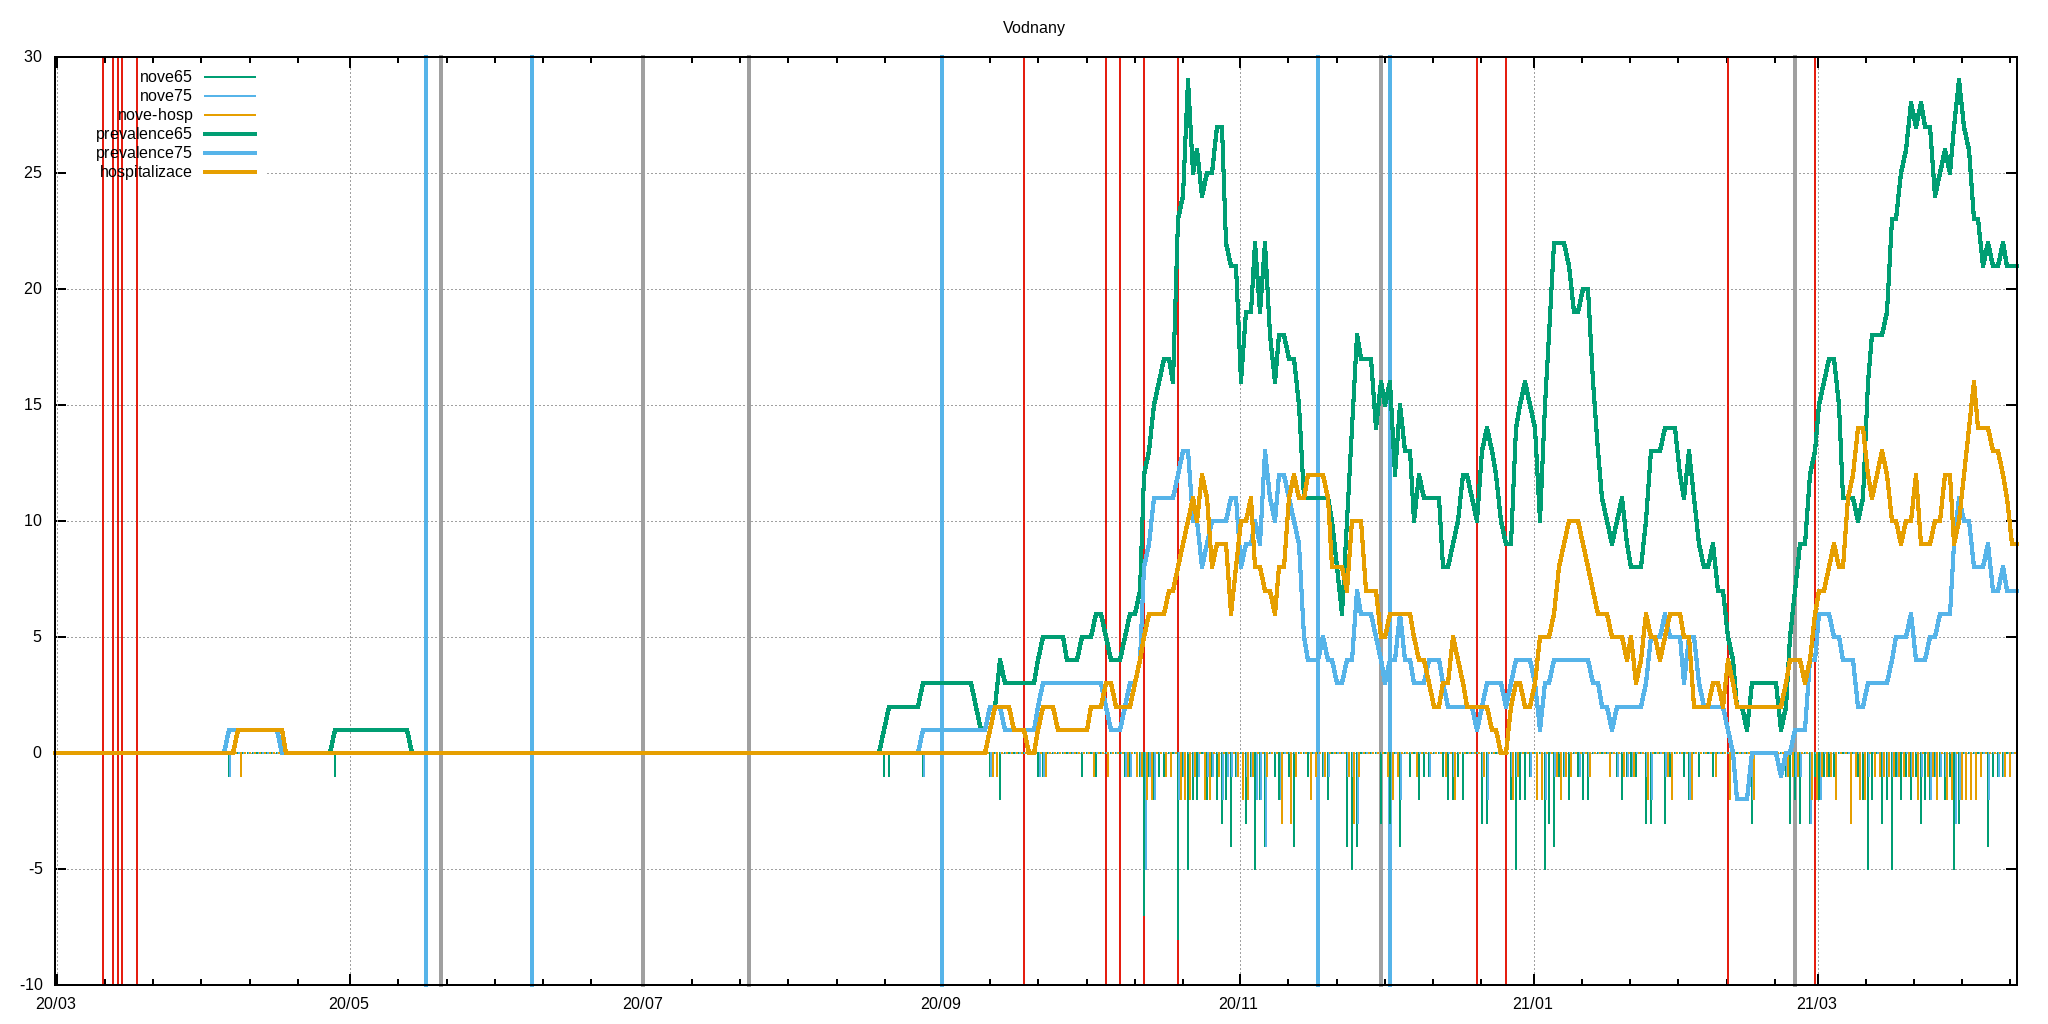 Vodnany
30
nove65
nove75
nove-hosp
prevalence65
prevalence75
hospitalizace
25
20
15
10
5
0
-5
-10
20/03 20/05 20/07 20/09 20/11 21/01 21/03